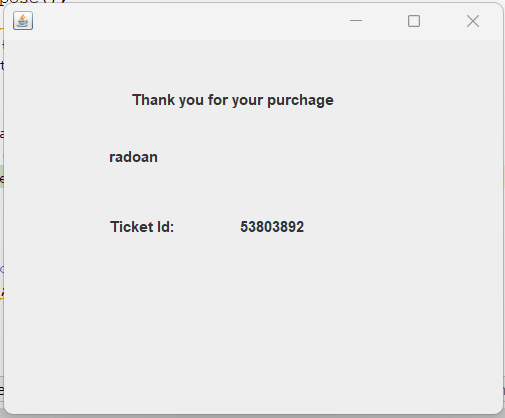 Thank you for your purchage
radoan
Ticket Id: 53803892